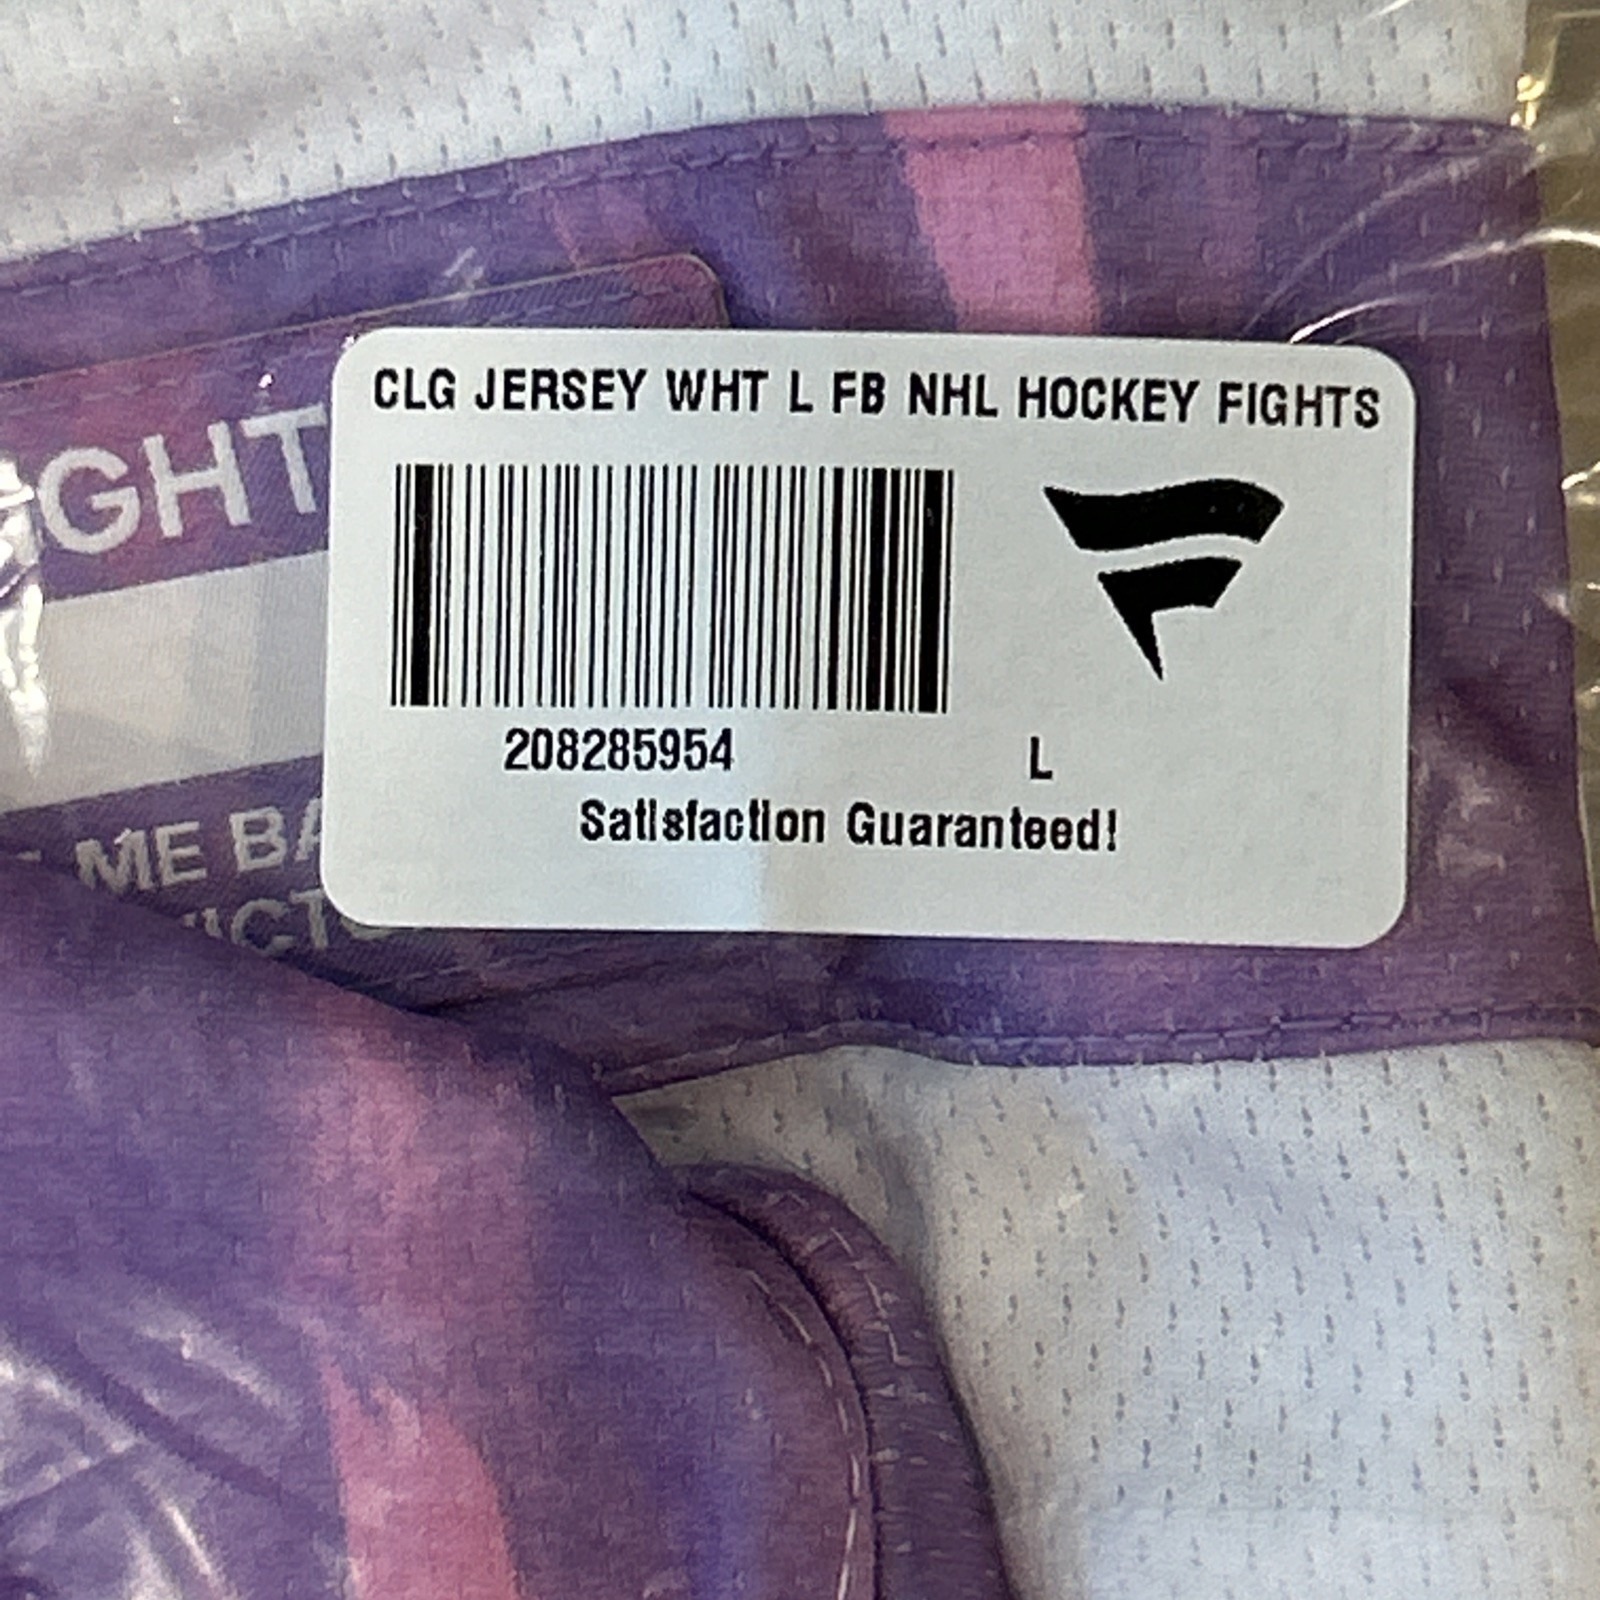 CLG JERSEY WHT L FB NHL HOCKEY FIGHTS
GHT
208285954 L
Satisfaction Guaranteed!
ME BA